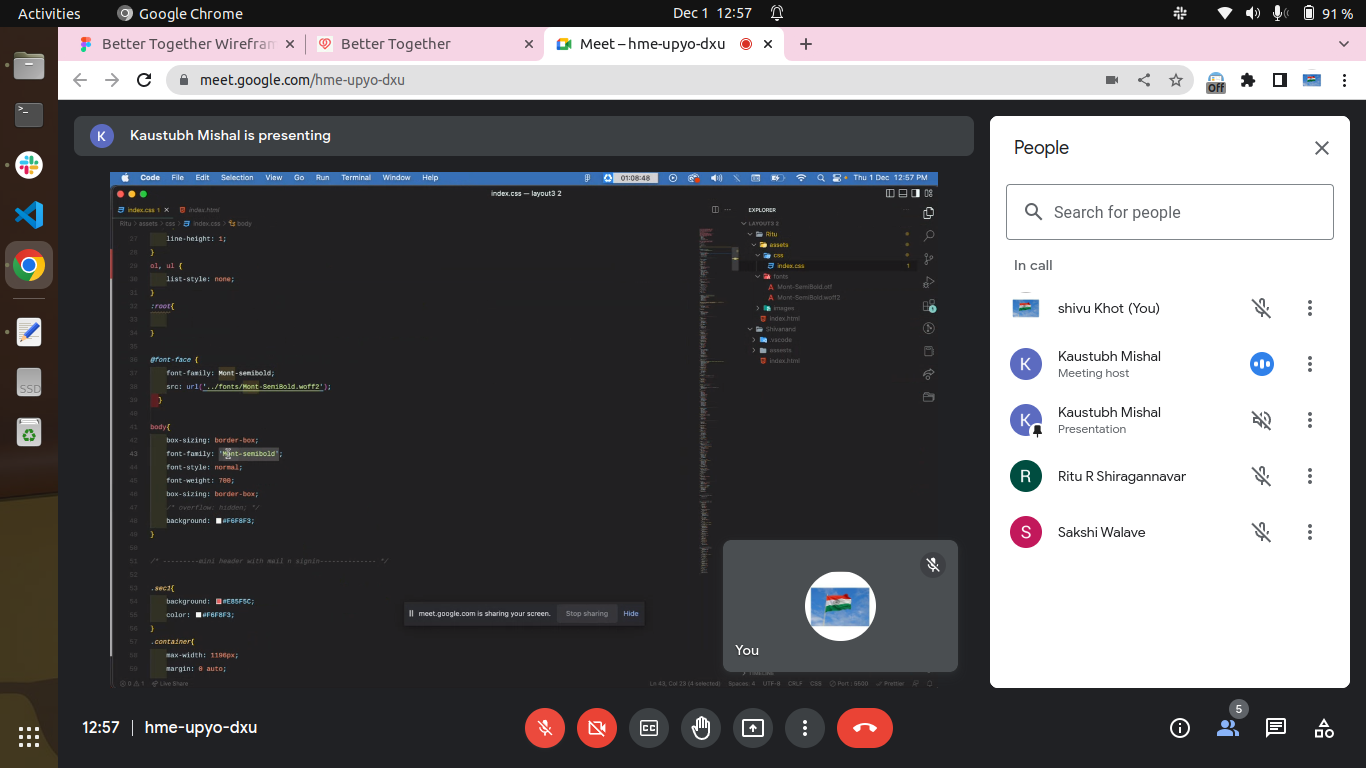 Activities Google Chrome Dec 1 12:57 91 %
Better Together Wirefram Better Together Meet – hme-upyo-dxu
meet.google.com/hme-upyo-dxu Off
K Kaustubh Mishal is presenting
Code File Edit Selection View Go Run Terminal Window Help 01:08:48 Thu 1 Dec 12:57 PM
index.css — layout3 2
index.css 1 index.html
Ritu > assets > css > index.css > body
27 line-height: 1;
28 }
29 ol, ul {
30 list-style: none;
31 }
32 :root{
33
34 }
35
36 @font-face {
37 font-family: Mont-semibold;
38 src: url('../fonts/Mont-SemiBold.woff2');
39 }
40
41 body{
42 box-sizing: border-box;
43 font-family: 'Mont-semibold';
44 font-style: normal;
45 font-weight: 700;
46 box-sizing: border-box;
47 /* overflow: hidden; */
48 background: #F6F8F3;
49 }
50
51 /* ---------mini header with mail n signin------------- */
52
53 .sec1{
54 background: #E85F5C;
55 color: #F6F8F3;
56 }
57 .container{
58 max-width: 1106px;
59 margin: 0 auto;
EXPLORER
LAYOUT3 2
Ritu
assets
css
index.css 1
fonts
Mont-SemiBold.otf
Mont-SemiBold.woff2
images
index.html
Shivanand
.vscode
assests
index.html
meet.google.com is sharing your screen. Stop sharing Hide
0 1 Live Share Ln 43, Col 23 (4 selected) Spaces: 4 UTF-8 CRLF CSS Port : 5500 Prettier
You
People
Search for people
In call
shivu Khot (You)
K Kaustubh Mishal
Meeting host
K Kaustubh Mishal
Presentation
R Ritu R Shiragannavar
S Sakshi Walave
SSD
12:57 hme-upyo-dxu 5